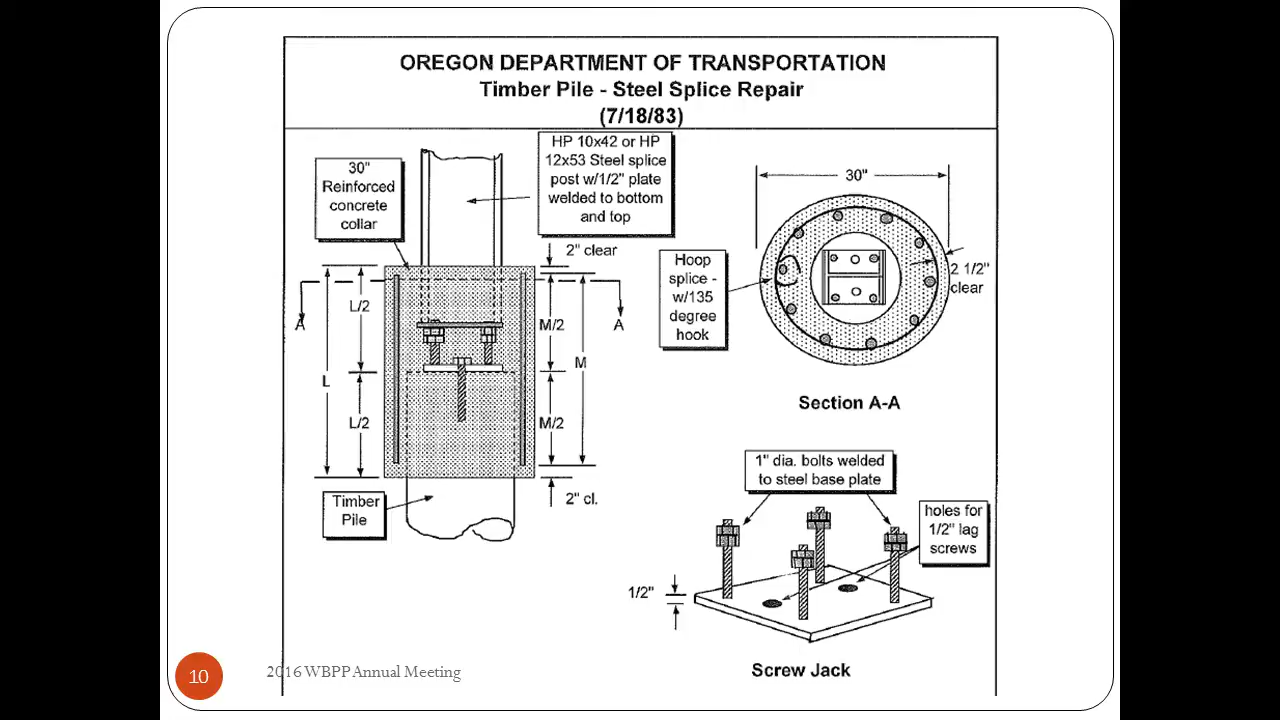 OREGON DEPARTMENT OF TRANSPORTATION
Timber Pile - Steel Splice Repair
(7/18/83)
30"
Reinforced
concrete
collar
HP 10x42 or HP
12x53 Steel splice
post w/1/2" plate
welded to bottom
and top
2" clear
L/2
A
A
M/2
M
L
L/2
M/2
2" cl.
Timber
Pile
30"
Hoop
splice -
w/135
degree
hook
2 1/2"
clear
Section A-A
1" dia. bolts welded
to steel base plate
holes for
1/2" lag
screws
1/2"
Screw Jack
10
2016 WBPP Annual Meeting